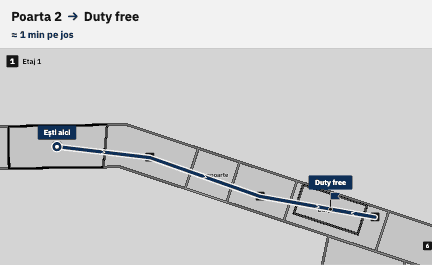 Poarta 2 → Duty free
≈ 1 min pe jos
1 Etaj 1
Ești aici
Duty free
6